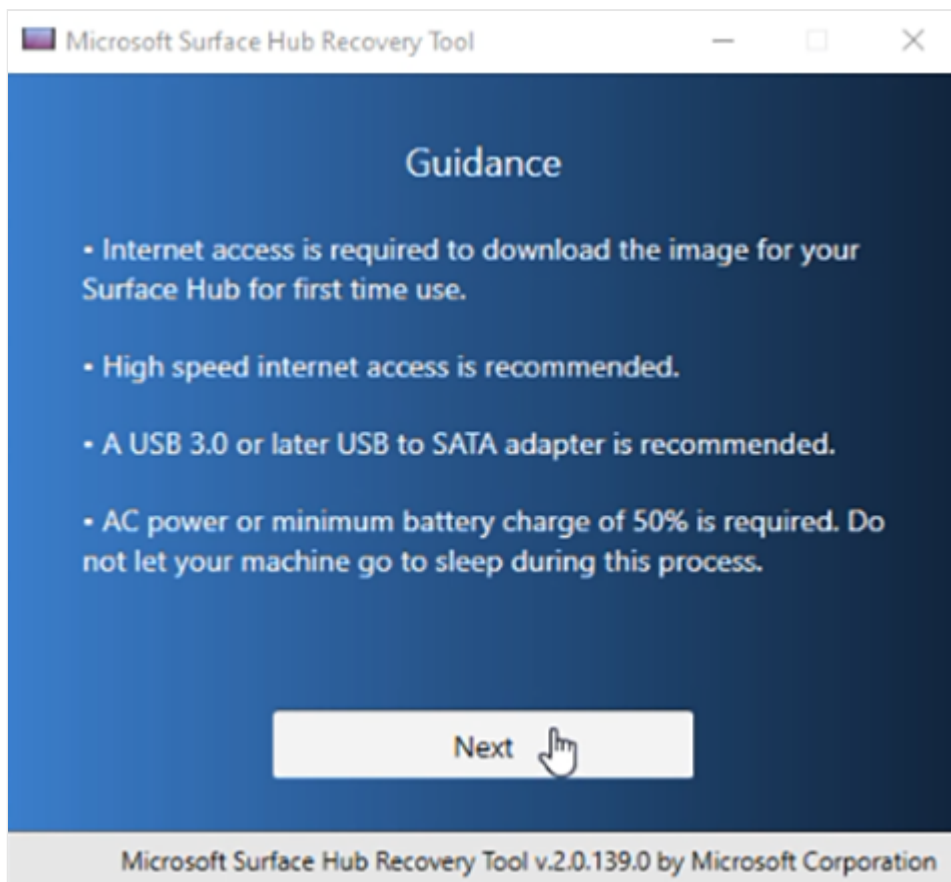 Microsoft Surface Hub Recovery Tool
Guidance
• Internet access is required to download the image for your
Surface Hub for first time use.
• High speed internet access is recommended.
• A USB 3.0 or later USB to SATA adapter is recommended.
• AC power or minimum battery charge of 50% is required. Do
not let your machine go to sleep during this process.
Next
Microsoft Surface Hub Recovery Tool v.2.0.139.0 by Microsoft Corporation